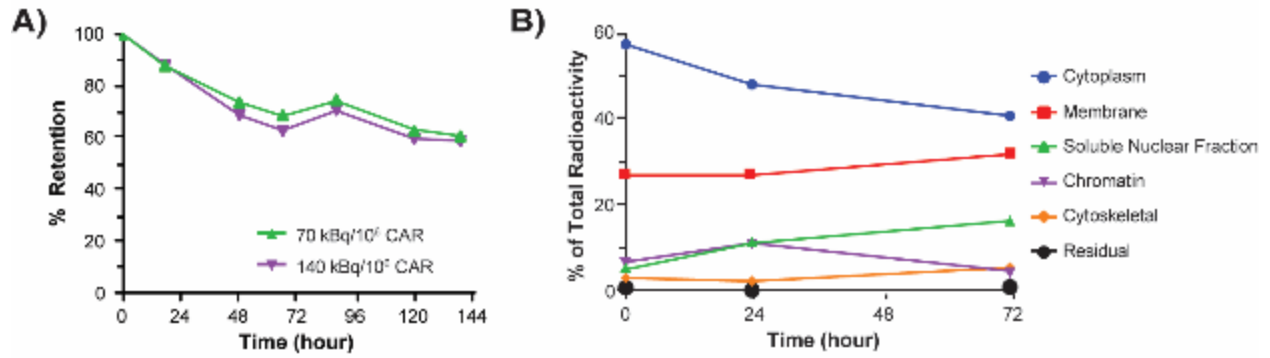 A)
100
80
60
40
20
0
% Retention
70 kBq/10⁶ CAR
140 kBq/10⁶ CAR
0 24 48 72 96 120 144
Time (hour)
B)
60
40
20
0
% of Total Radioactivity
0 24 48 72
Time (hour)
Cytoplasm
Membrane
Soluble Nuclear Fraction
Chromatin
Cytoskeletal
Residual